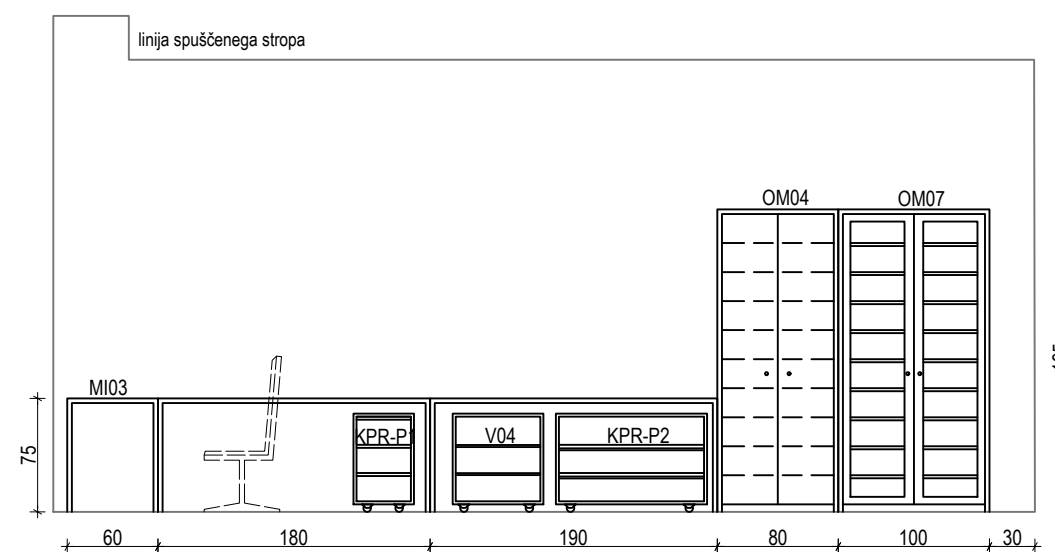 linija spuščenega stropa
OM04 OM07
MI03
KPR-P1 V04 KPR-P2
75
60 180 190 80 100 30